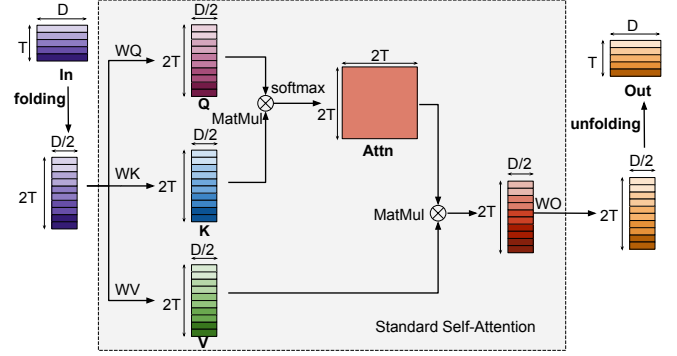 D
T
In
folding
D/2
2T
WQ
D/2
2T
Q
WK
D/2
2T
K
WV
D/2
2T
V
MatMul
softmax
2T
2T
Attn
MatMul
D/2
2T
WO
Standard Self-Attention
D
T
Out
unfolding
D/2
2T